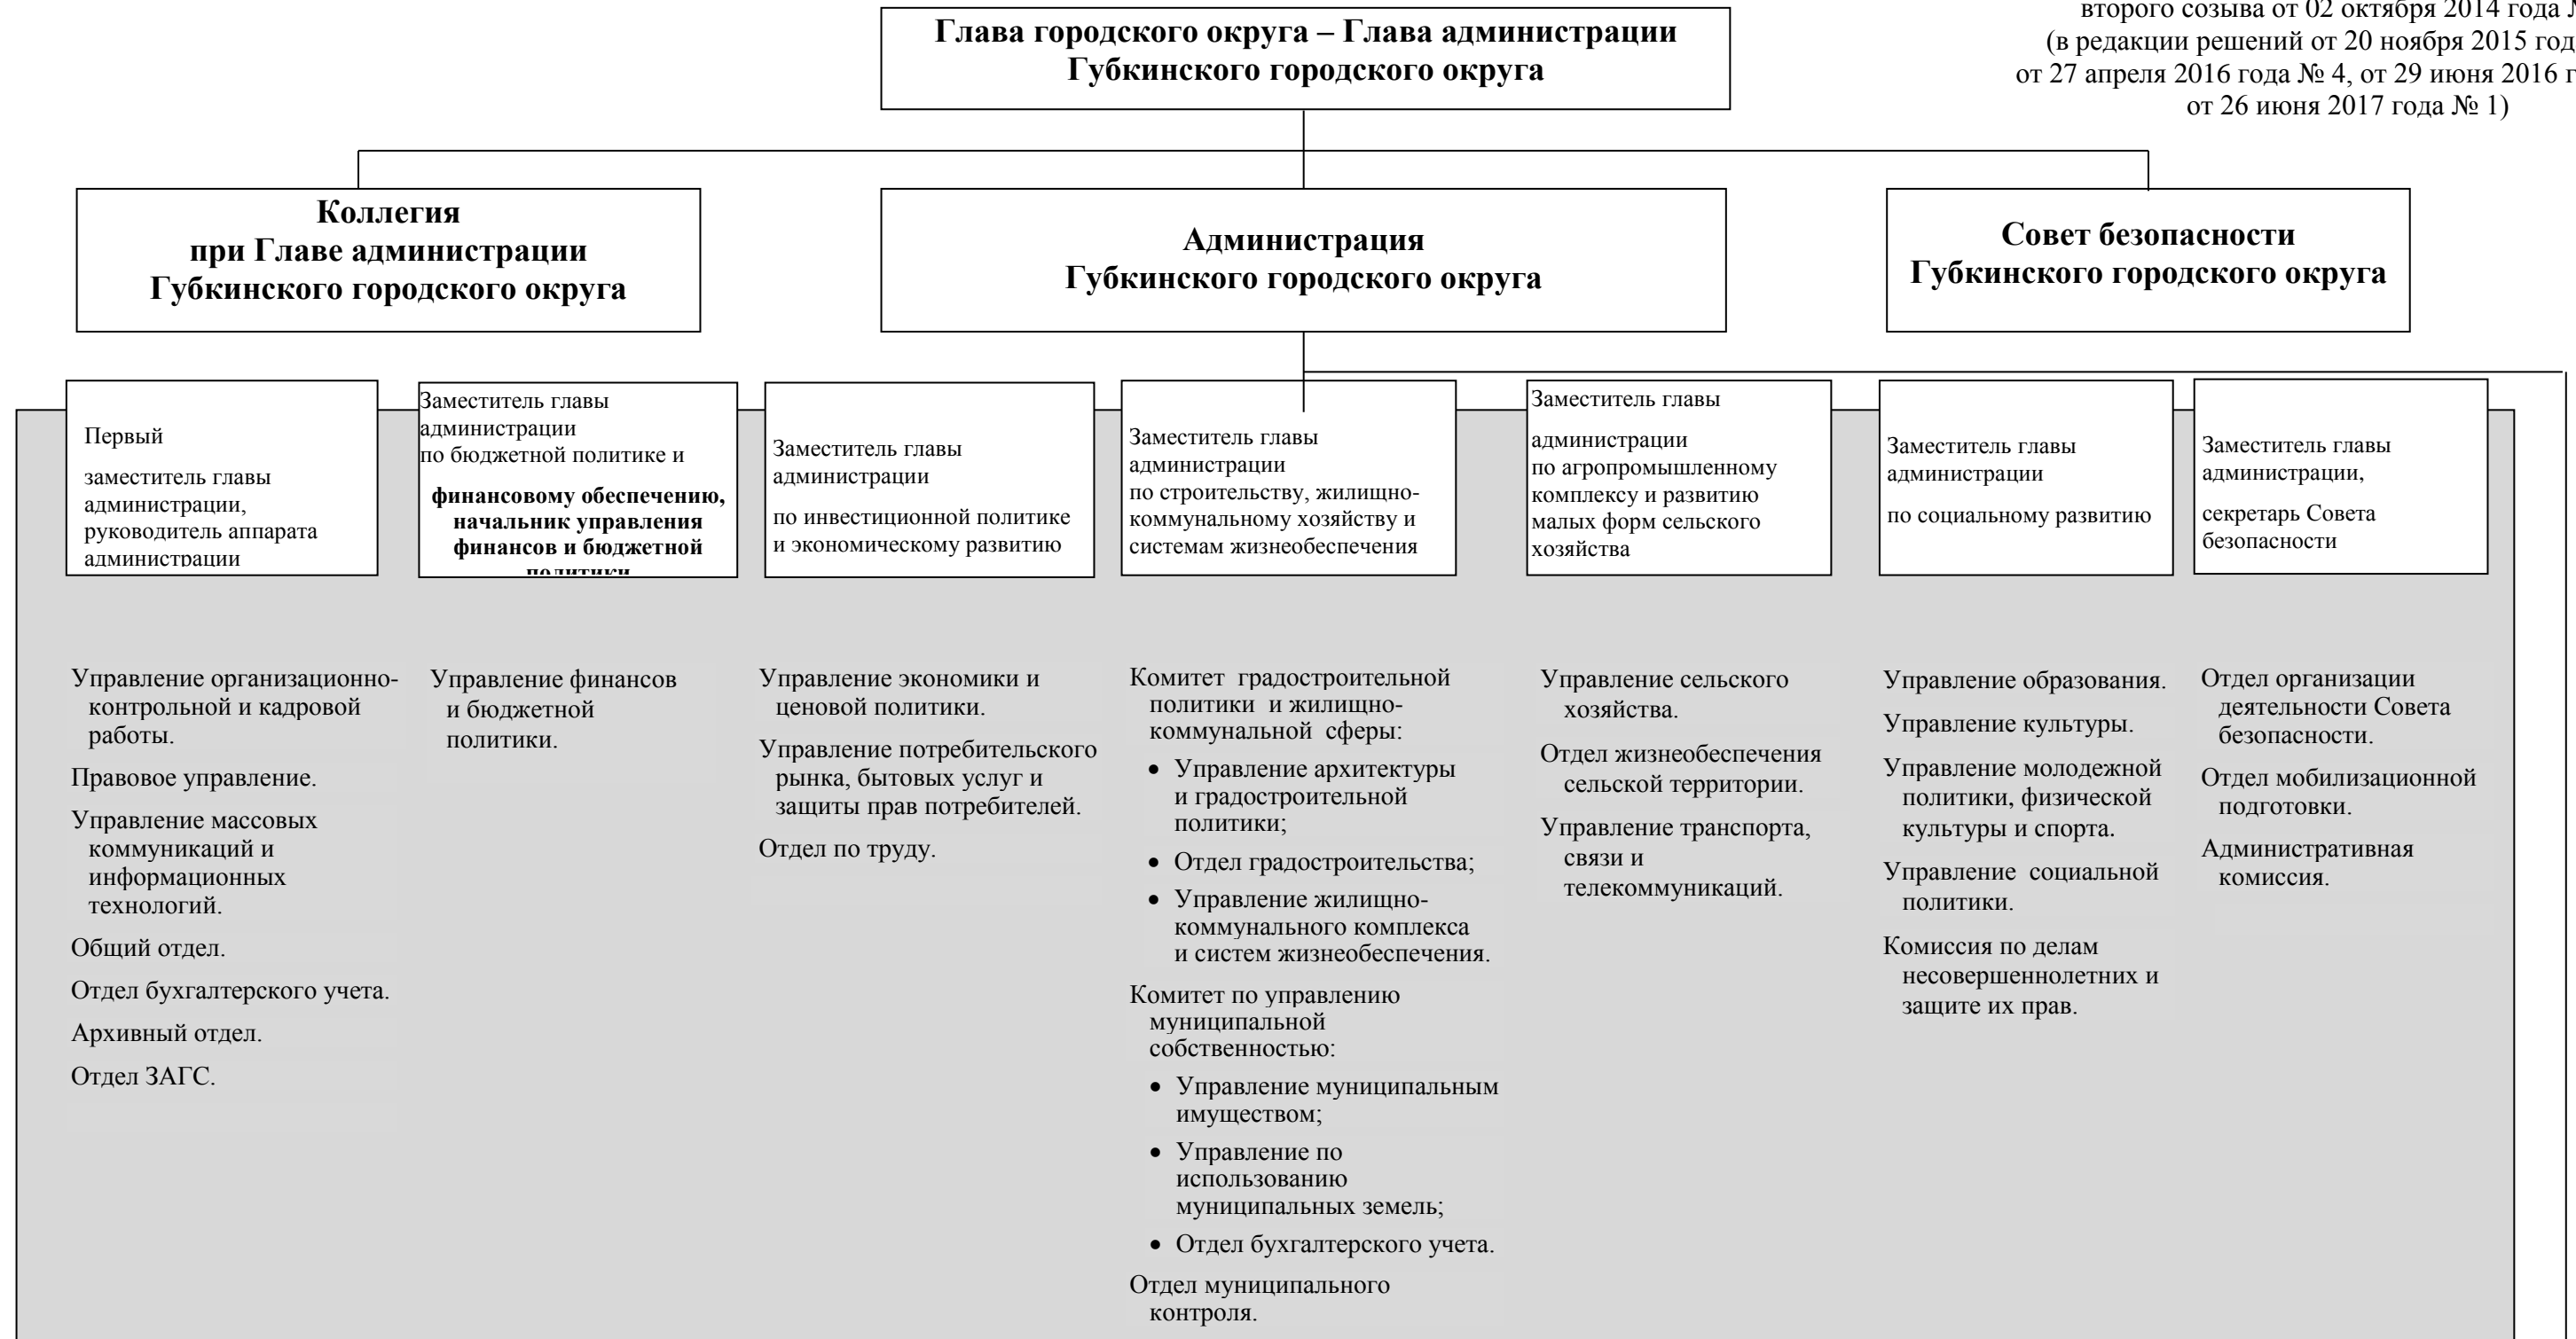 второго созыва от 02 октября 2014 года
(в редакции решений от 20 ноября 2015
от 27 апреля 2016 года № 4, от 29 июня 2016
от 26 июня 2017 года № 1)
Глава городского округа – Глава администрации
Губкинского городского округа
Коллегия
при Главе администрации
Губкинского городского округа
Администрация
Губкинского городского округа
Совет безопасности
Губкинского городского округа
Первый
заместитель главы
администрации,
руководитель аппарата
администрации
Заместитель главы
администрации
по бюджетной политике и
финансовому обеспечению,
начальник управления
финансов и бюджетной
политики
Заместитель главы
администрации
по инвестиционной политике
и экономическому развитию
Заместитель главы
администрации
по строительству, жилищно-
коммунальному хозяйству и
системам жизнеобеспечения
Заместитель главы
администрации
по агропромышленному
комплексу и развитию
малых форм сельского
хозяйства
Заместитель главы
администрации
по социальному развитию
Заместитель главы
администрации,
секретарь Совета
безопасности
Управление организационно-
контрольной и кадровой
работы.
Правовое управление.
Управление массовых
коммуникаций и
информационных
технологий.
Общий отдел.
Отдел бухгалтерского учета.
Архивный отдел.
Отдел ЗАГС.
Управление финансов
и бюджетной
политики.
Управление экономики и
ценовой политики.
Управление потребительского
рынка, бытовых услуг и
защиты прав потребителей.
Отдел по труду.
Комитет градостроительной
политики и жилищно-
коммунальной сферы:
• Управление архитектуры
и градостроительной
политики;
• Отдел градостроительства;
• Управление жилищно-
коммунального комплекса
и систем жизнеобеспечения.
Комитет по управлению
муниципальной
собственностью:
• Управление муниципальным
имуществом;
• Управление по
использованию
муниципальных земель;
• Отдел бухгалтерского учета.
Отдел муниципального
контроля.
Управление сельского
хозяйства.
Отдел жизнеобеспечения
сельской территории.
Управление транспорта,
связи и
телекоммуникаций.
Управление образования.
Управление культуры.
Управление молодежной
политики, физической
культуры и спорта.
Управление социальной
политики.
Комиссия по делам
несовершеннолетних и
защите их прав.
Отдел организации
деятельности Совета
безопасности.
Отдел мобилизационной
подготовки.
Административная
комиссия.